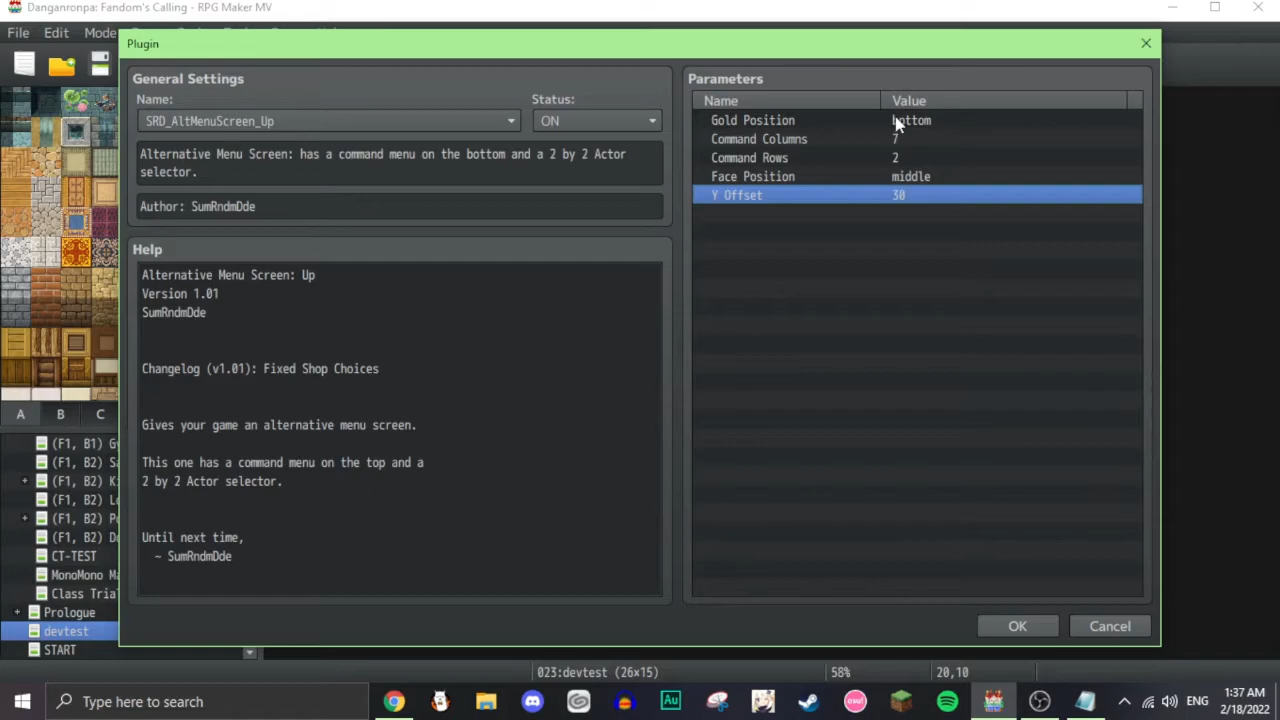 Danganronpa: Fandom's Calling - RPG Maker MV
File Edit Mode
Plugin
General Settings
Name:
Status:
SRD_AltMenuScreen_Up
ON
Alternative Menu Screen: has a command menu on the bottom and a 2 by 2 Actor
selector.
Author: SumRndmDde
Help
Alternative Menu Screen: Up
Version 1.01
SumRndmDde
Changelog (v1.01): Fixed Shop Choices
Gives your game an alternative menu screen.
This one has a command menu on the top and a
2 by 2 Actor selector.
Until next time,
~ SumRndmDde
Parameters
Name Value
Gold Position bottom
Command Columns 7
Command Rows 2
Face Position middle
Y Offset 30
OK Cancel
A B C
(F1, B1)
(F1, B2)
(F1, B2)
(F1, B2)
(F1, B2)
(F1, B2)
CT-TEST
MonoMono
Class
Prologue
devtest
START
023:devtest (26×15) 58% 20,10
Type here to search
Au
ENG
1:37 AM
2/18/2022